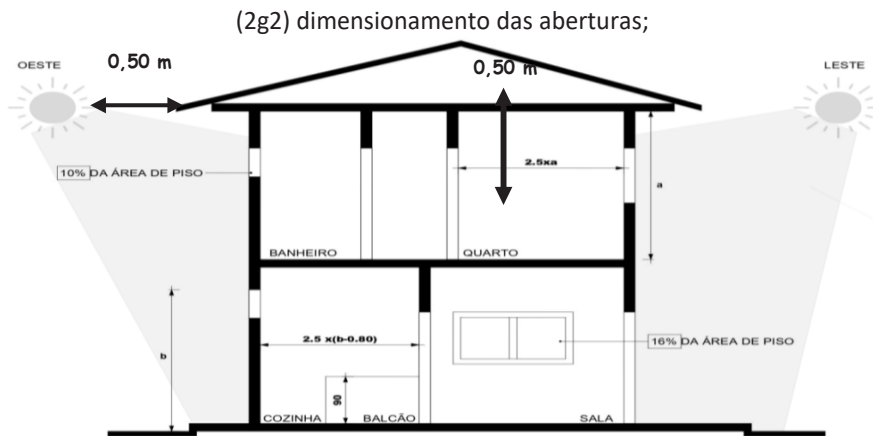 (2g2) dimensionamento das aberturas;
OESTE
0,50 m
0,50 m
LESTE
10% DA ÁREA DE PISO
2.5xa
a
BANHEIRO
QUARTO
b
2.5 x(b-0.80)
16% DA ÁREA DE PISO
90
COZINHA
BALCÃO
SALA